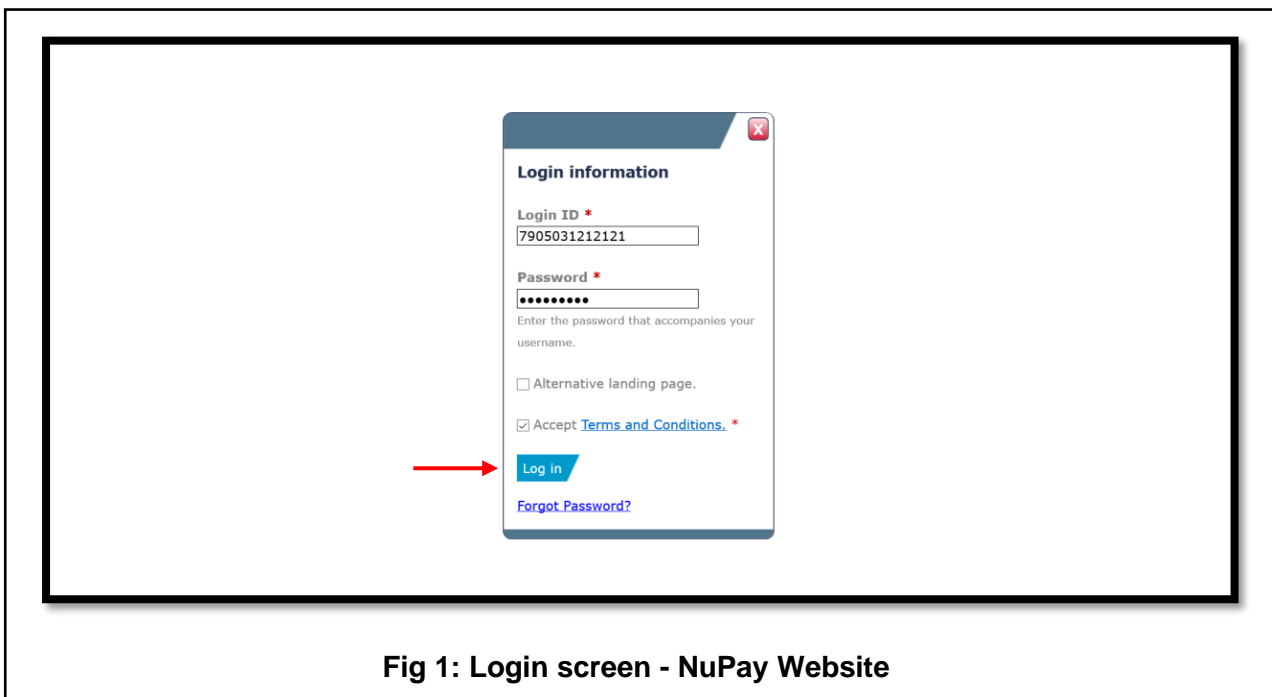 X
Login information
Login ID *
7905031212121
Password *
•••••••••
Enter the password that accompanies your
username.
Alternative landing page.
Accept Terms and Conditions. *
Log in
Forgot Password?
Fig 1: Login screen - NuPay Website